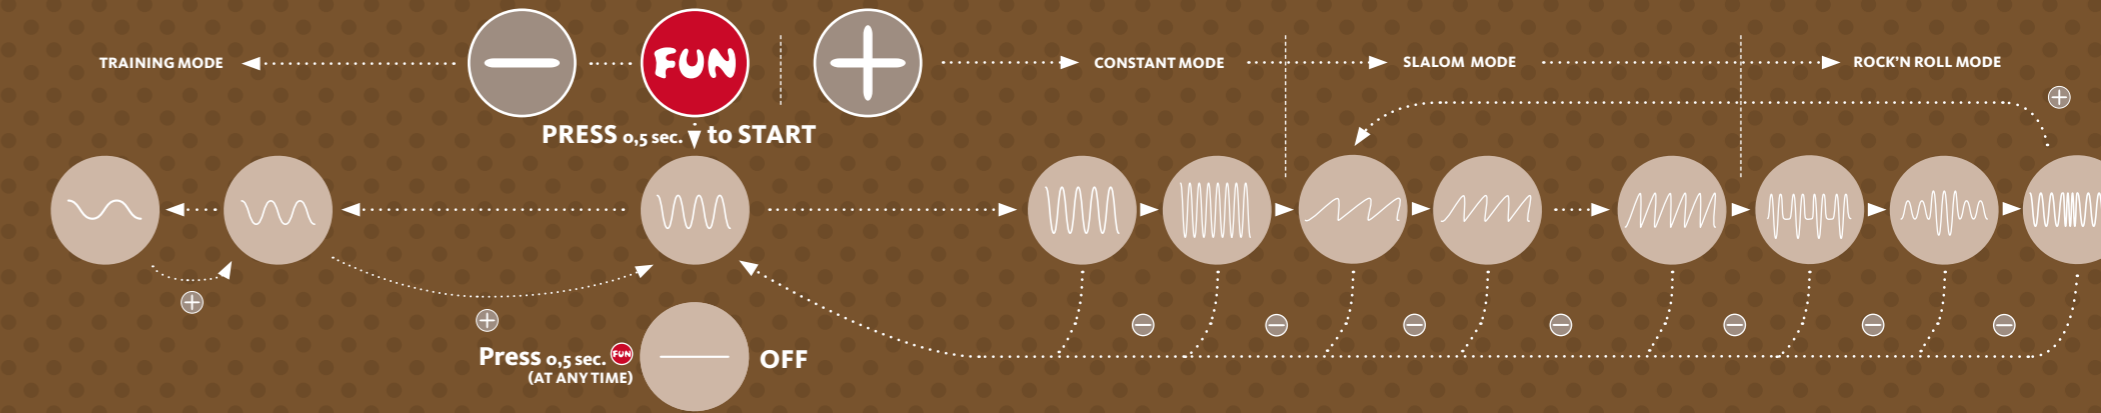 TRAINING MODE
FUN
CONSTANT MODE
SLALOM MODE
ROCK'N ROLL MODE
PRESS 0,5 sec. to START
Press 0,5 sec. FUN
(AT ANY TIME)
OFF